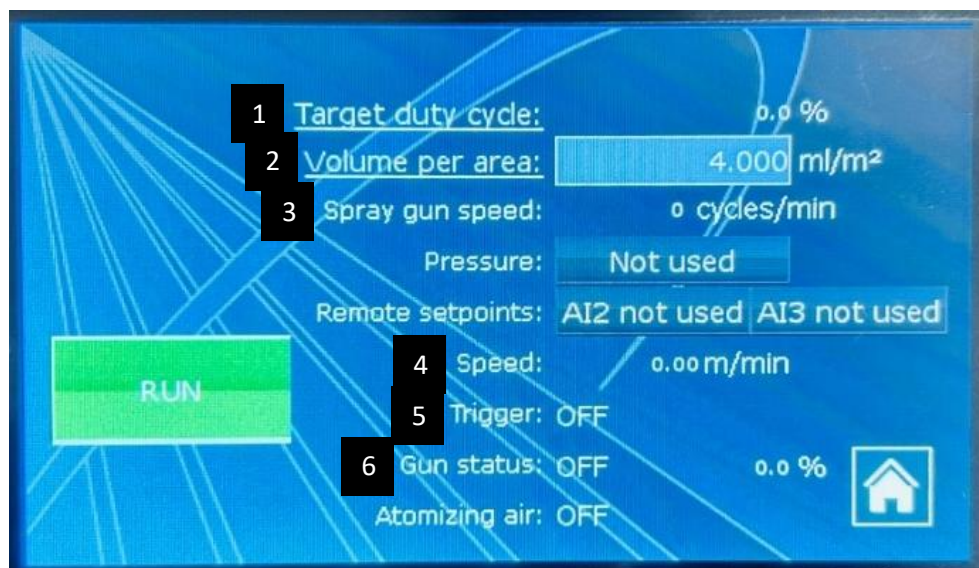 1 Target duty cycle: 0.0 %
2 Volume per area: 4.000 ml/m²
3 Spray gun speed: 0 cycles/min
Pressure: Not used
Remote setpoints: AI2 not used AI3 not used
4 Speed: 0.00 m/min
RUN
5 Trigger: OFF
6 Gun status: OFF 0.0 %
Atomizing air: OFF